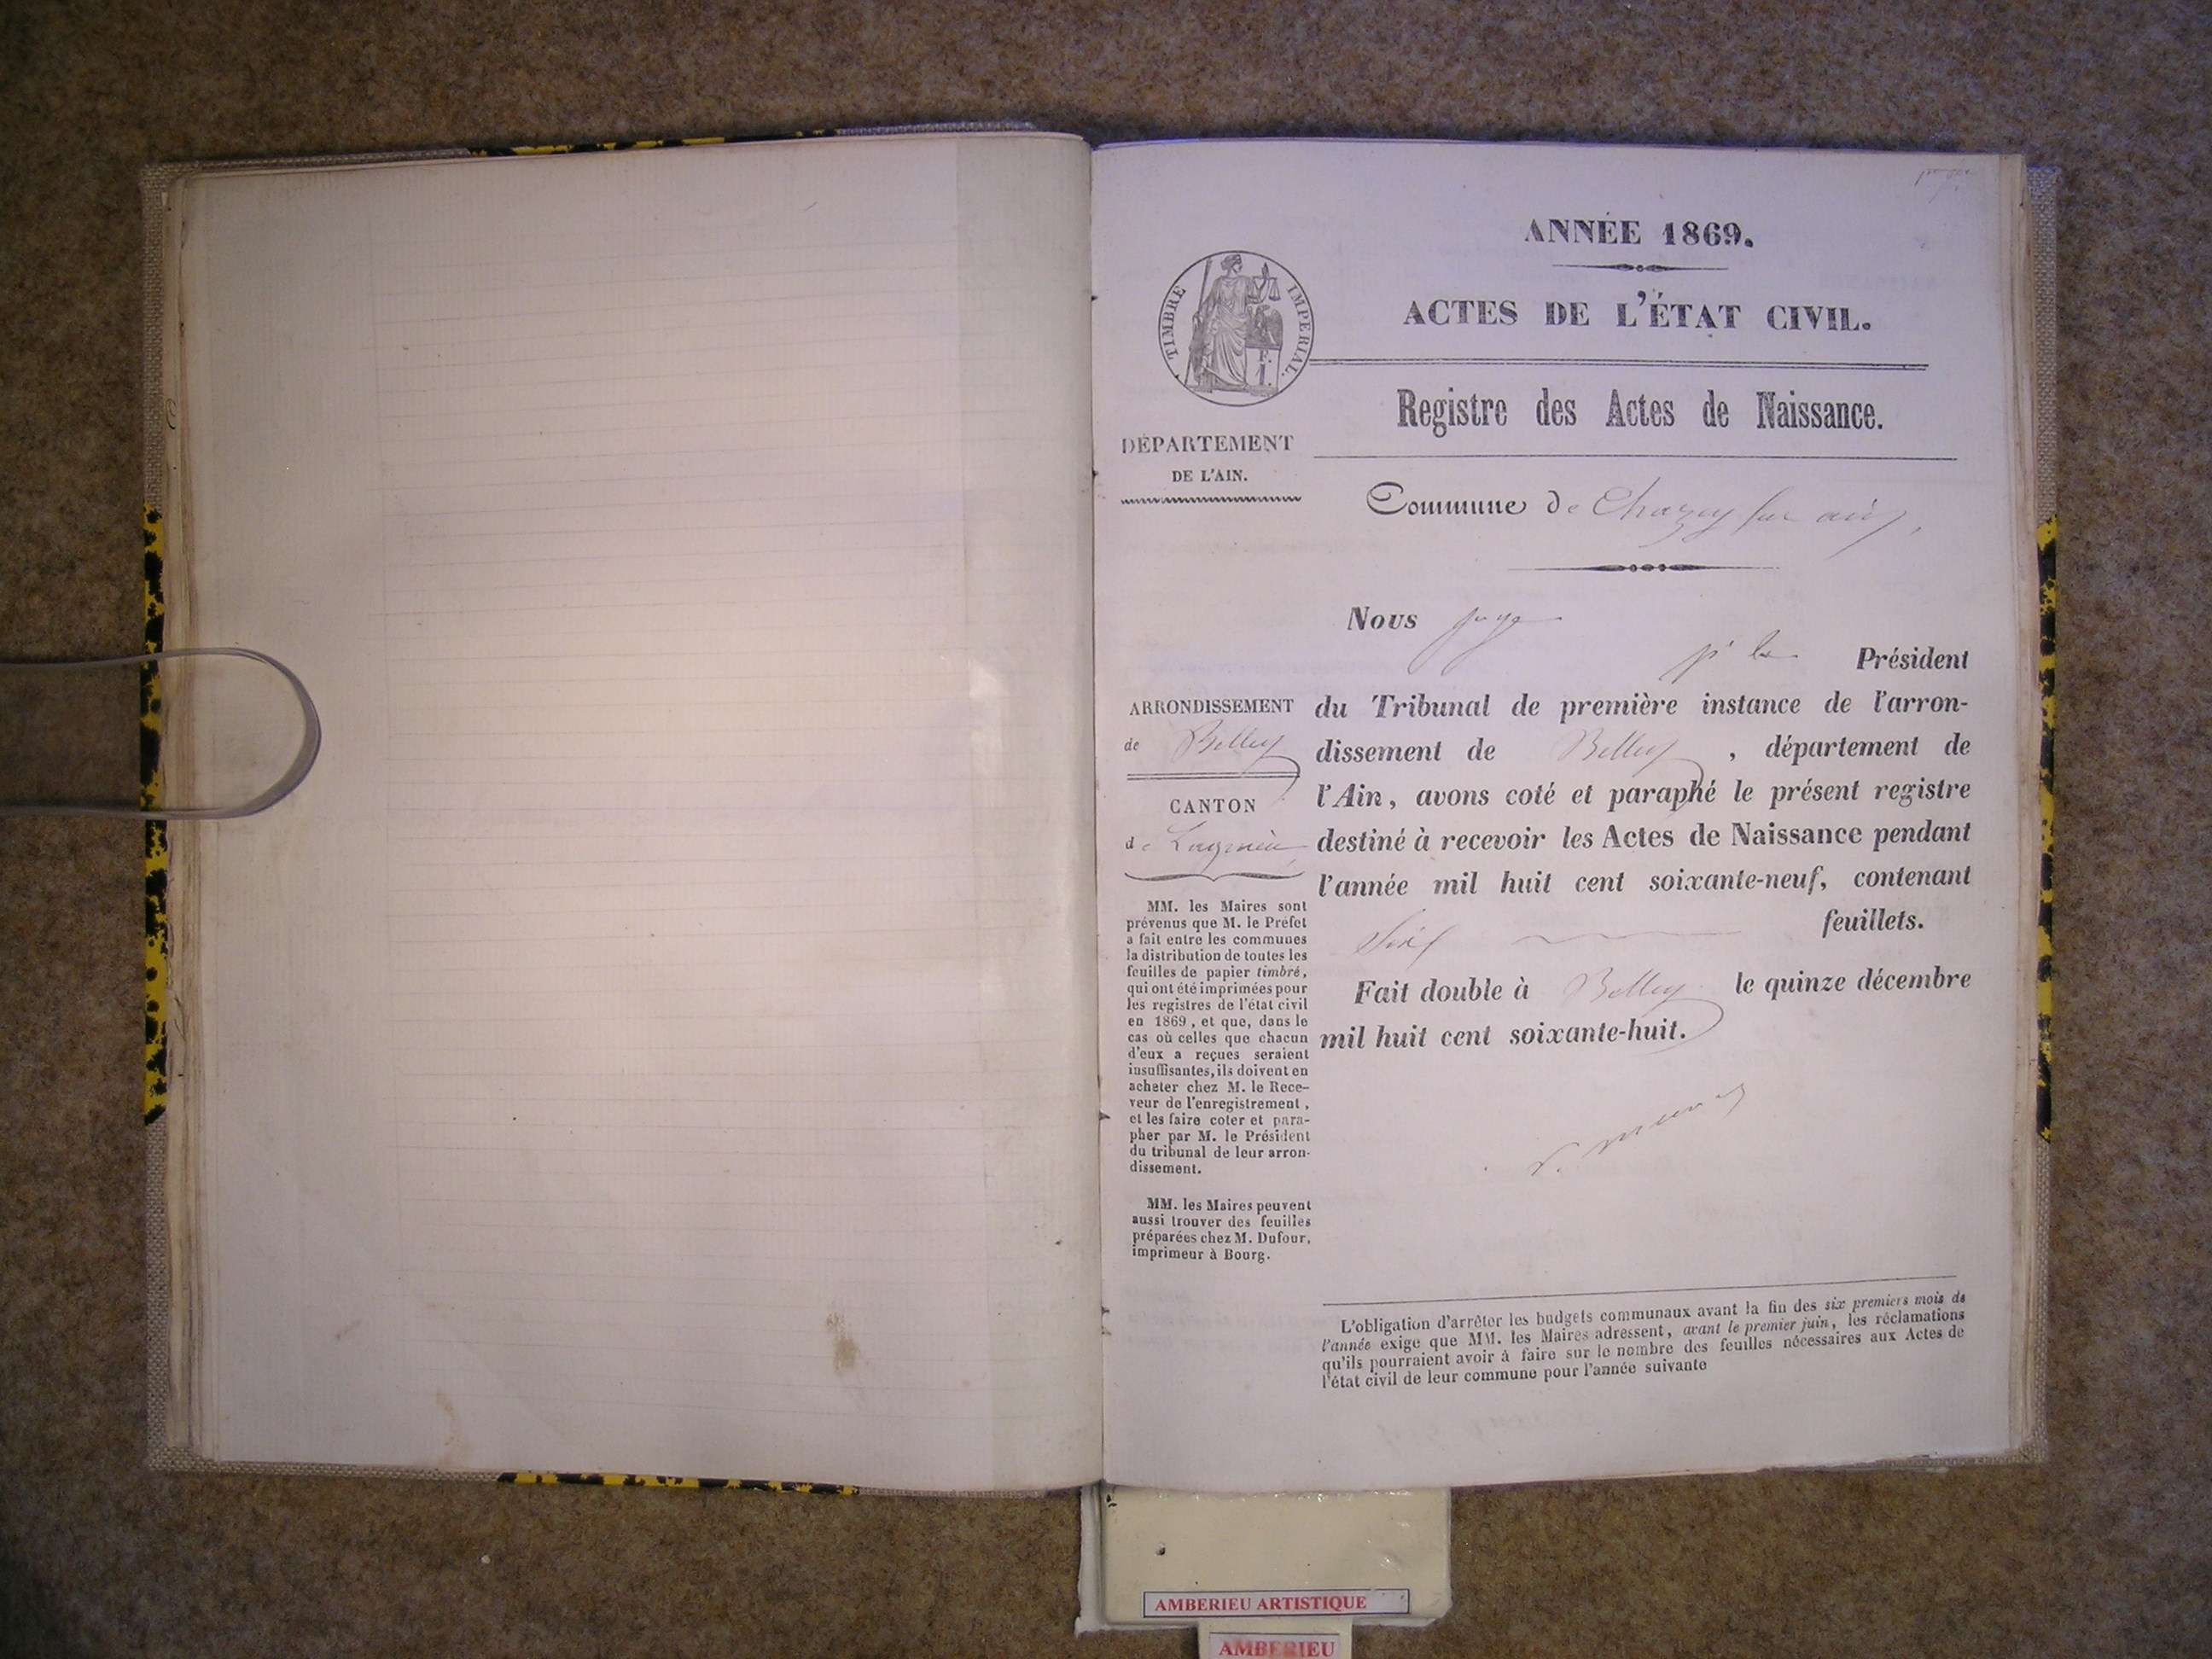 ANNÉE 1869.
TIMBRE IMPERIAL.
ACTES DE L'ÉTAT CIVIL.
Registre des Actes de Naissance.
DÉPARTEMENT
DE L'AIN.
Commune de Chazey sur ain,
Nous juge
pr le Président
ARRONDISSEMENT
de Belley
CANTON
de Lagnieu
du Tribunal de première instance de l'arron-
dissement de Belley, département de
l'Ain, avons coté et paraphé le présent registre
destiné à recevoir les Actes de Naissance pendant
l'année mil huit cent soixante-neuf, contenant
Six feuillets.
Fait double à Belley le quinze décembre
mil huit cent soixante-huit.
MM. les Maires sont
prévenus que M. le Préfet
a fait entre les communes
la distribution de toutes les
feuilles de papier timbré,
qui ont été imprimées pour
les registres de l'état civil
en 1869, et que, dans le
cas où celles que chacun
d'eux a reçues seraient
insuffisantes, ils doivent en
acheter chez M. le Rece-
veur de l'enregistrement,
et les faire coter et para-
pher par M. le Président
du tribunal de leur arron-
dissement.
MM. les Maires peuvent
aussi trouver des feuilles
préparées chez M. Dufour,
imprimeur à Bourg.
L'obligation d'arrêter les budgets communaux avant la fin des six premiers mois de
l'année exige que MM. les Maires adressent, avant le premier juin, les réclamations
qu'ils pourraient avoir à faire sur le nombre des feuilles nécessaires aux Actes de
l'état civil de leur commune pour l'année suivante
AMBERIEU ARTISTIQUE
AMBERIEU